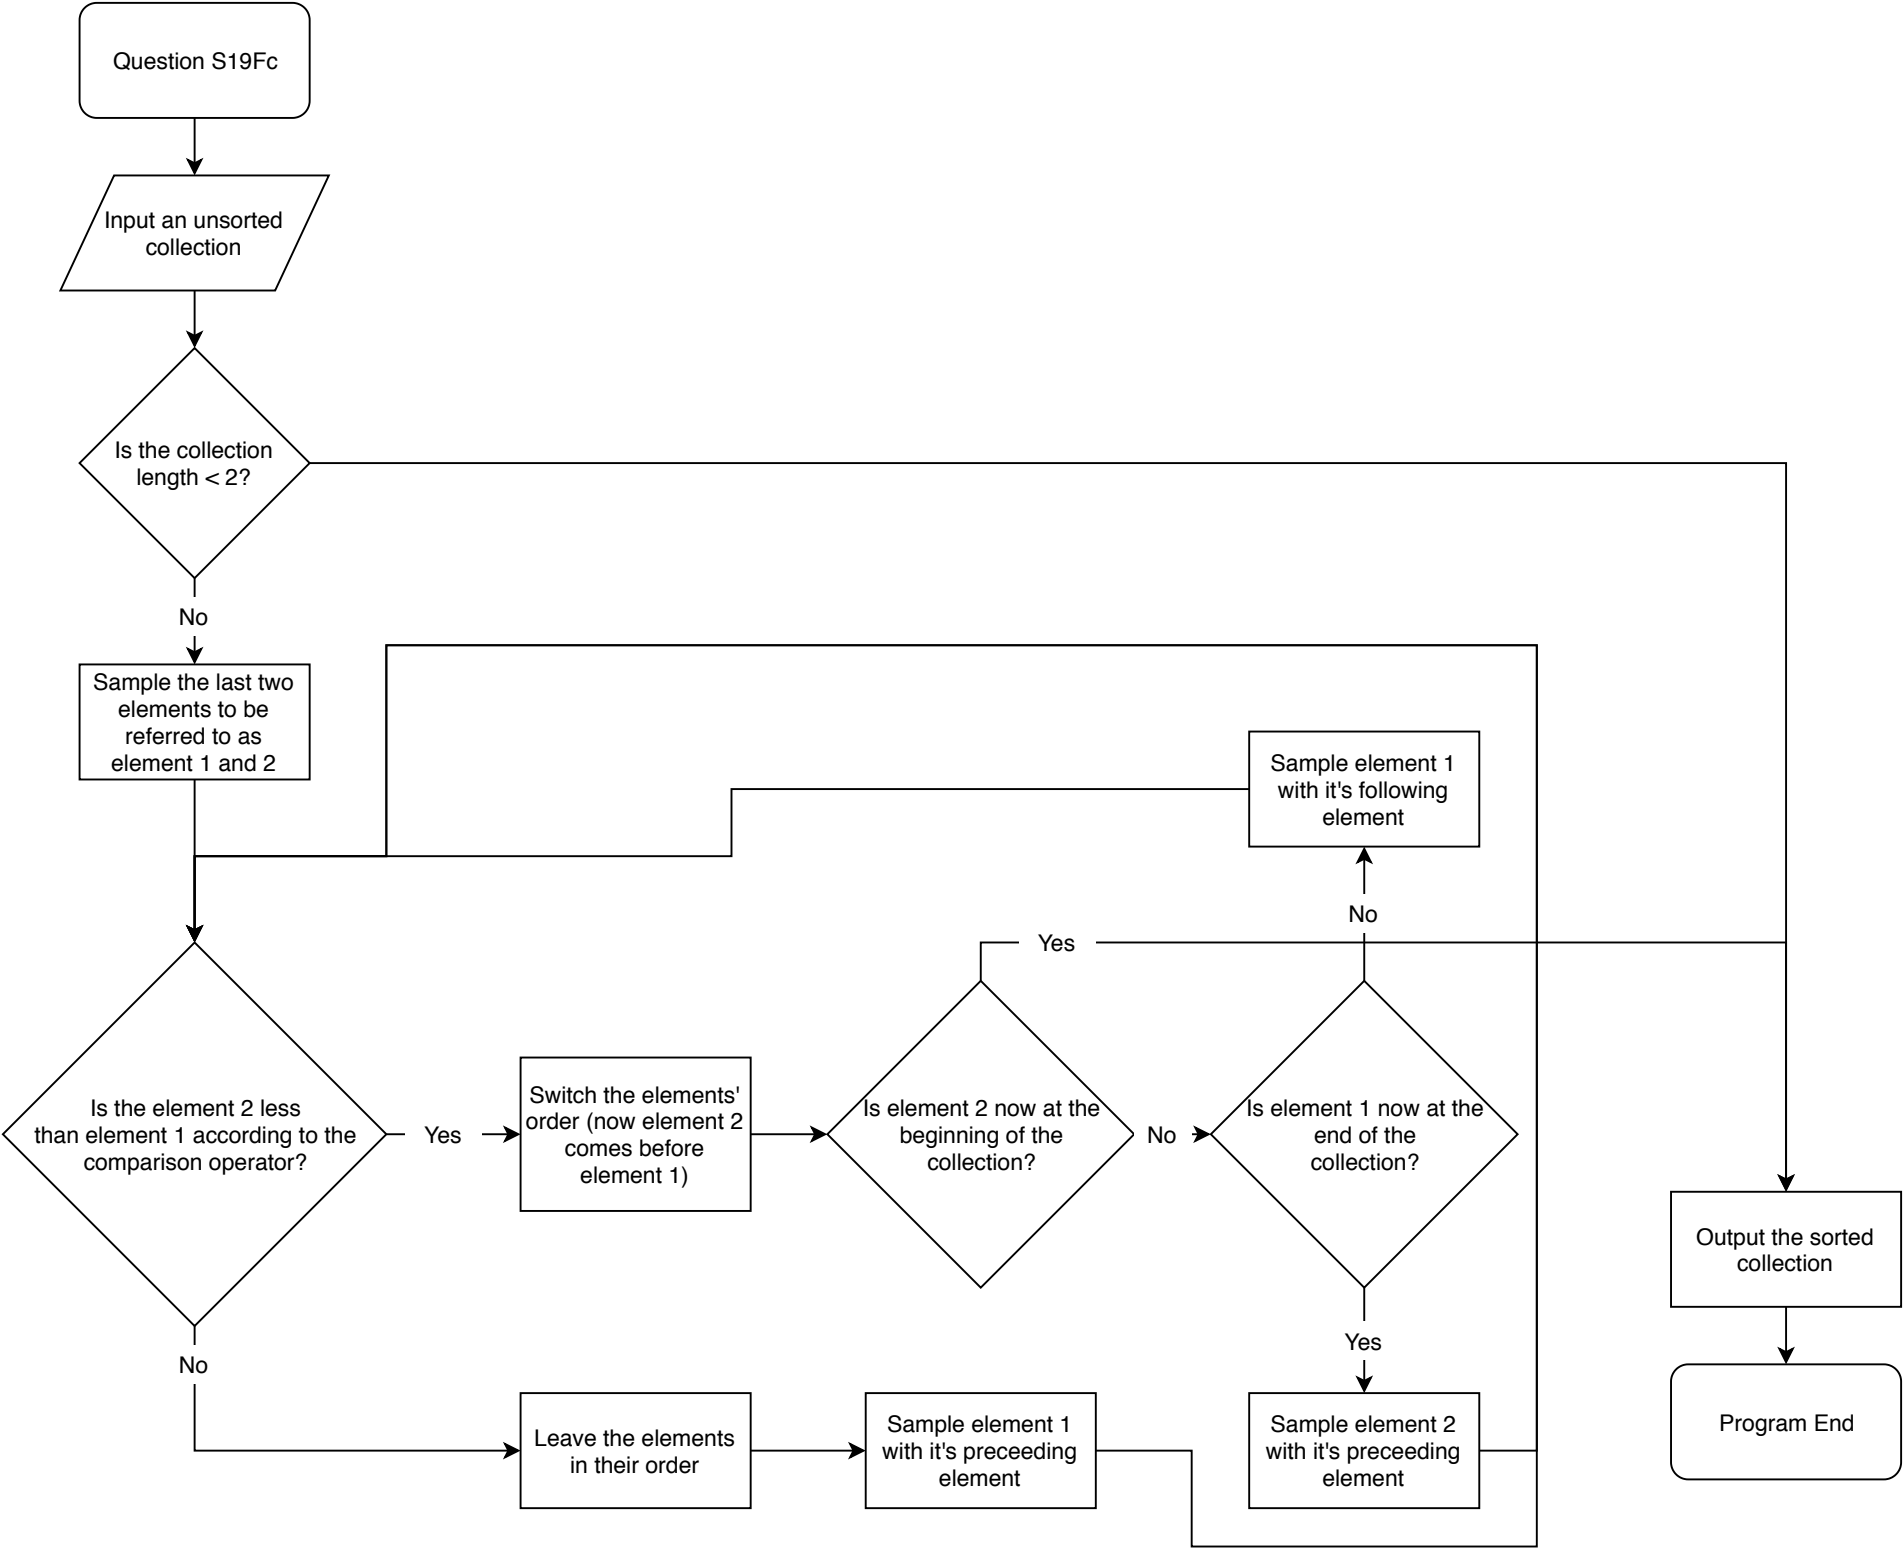 Question S19Fc
Input an unsorted
collection
Is the collection
length < 2?
No
Sample the last two
elements to be
referred to as
element 1 and 2
Sample element 1
with it's following
element
No
Yes
Is the element 2 less
than element 1 according to the
comparison operator?
Yes
Switch the elements'
order (now element 2
comes before
element 1)
Is element 2 now at the
beginning of the
collection?
No
Is element 1 now at the
end of the
collection?
Output the sorted
collection
Yes
No
Leave the elements
in their order
Sample element 1
with it's preceeding
element
Sample element 2
with it's preceeding
element
Program End